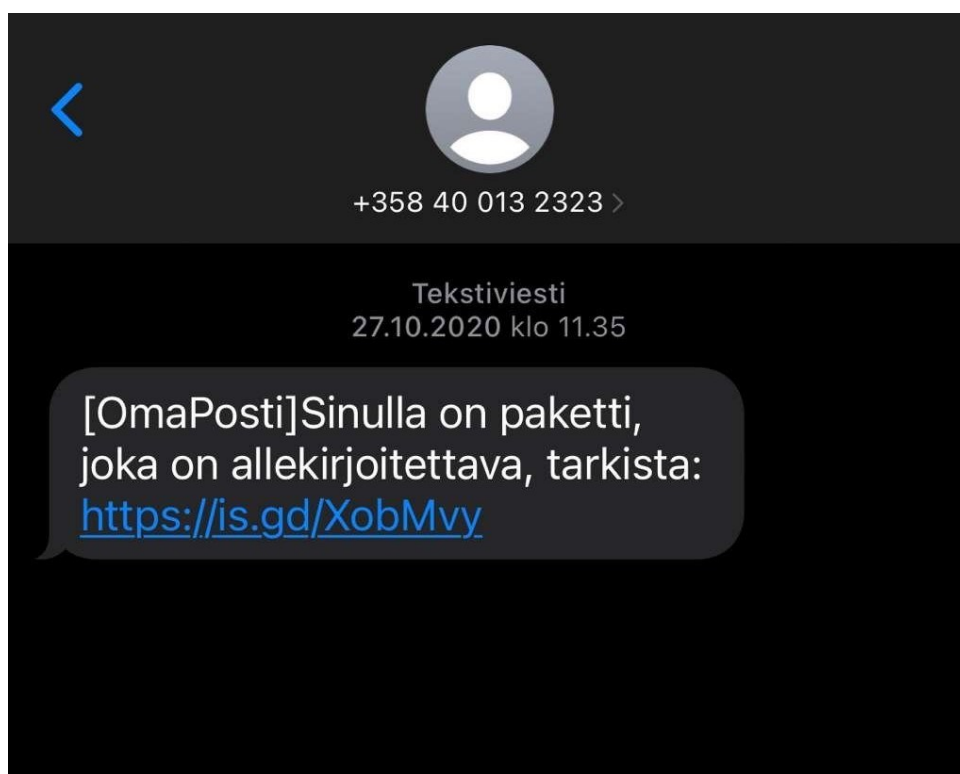 +358 40 013 2323 >
Tekstiviesti
27.10.2020 klo 11.35
[OmaPosti]Sinulla on paketti,
joka on allekirjoitettava, tarkista:
https://is.gd/XobMvy